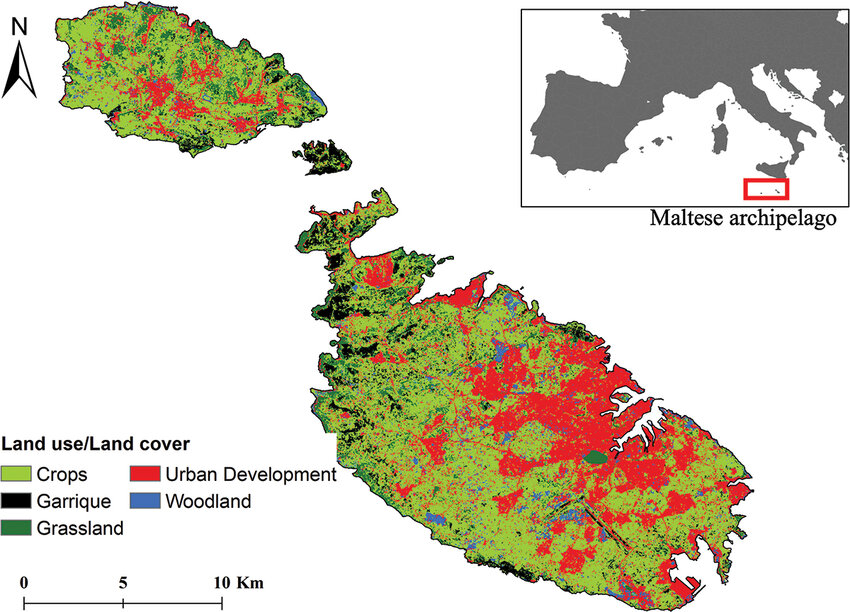 N
Maltese archipelago
Land use/Land cover
Crops
Urban Development
Garrique
Woodland
Grassland
0 5 10 Km